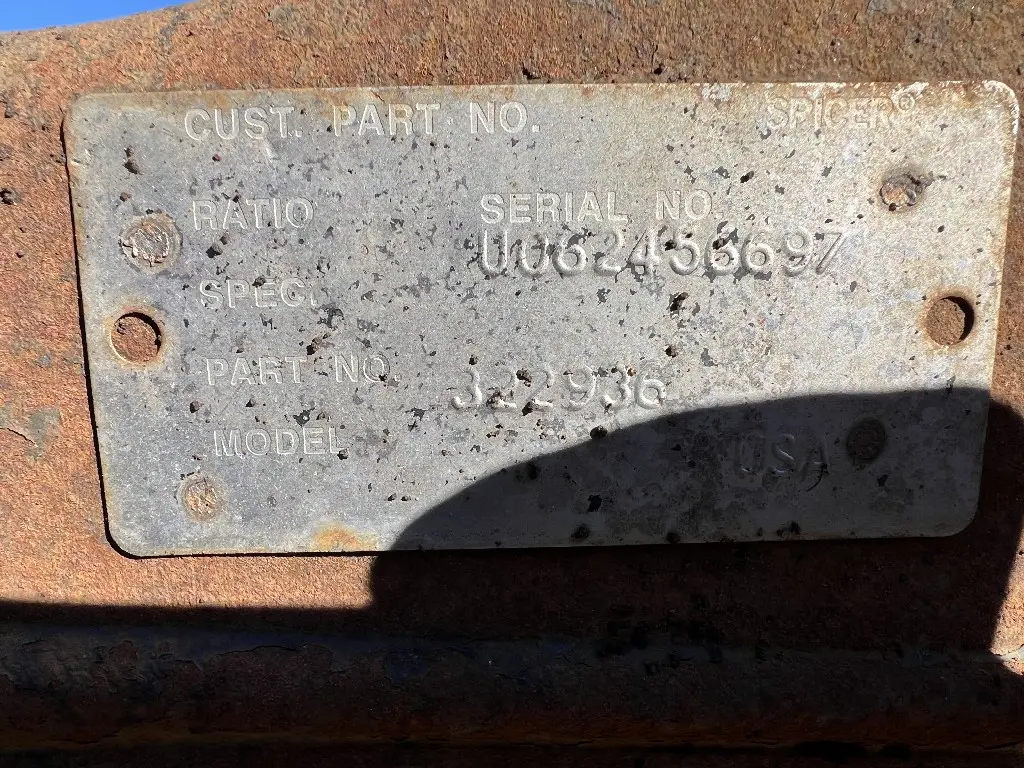 CUST. PART NO. SPICER®
RATIO SERIAL NO.
U062456697
SPEC.
PART NO. 322936
MODEL
USA